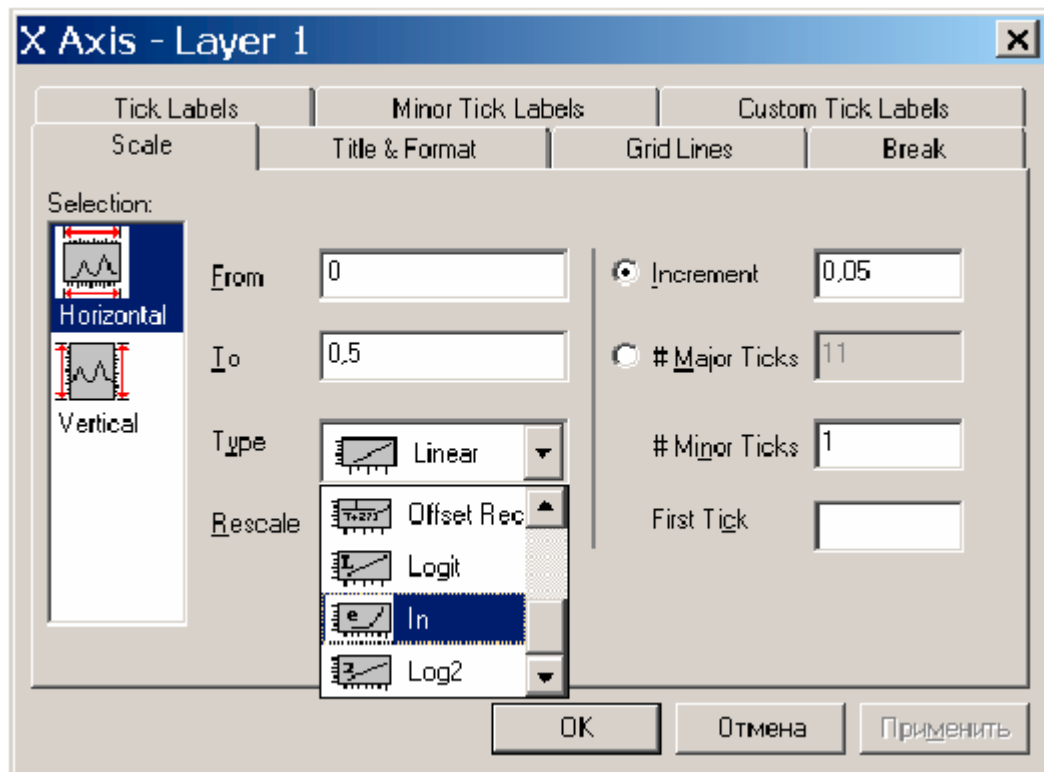 X Axis - Layer 1
Tick Labels
Minor Tick Labels
Custom Tick Labels
Scale
Title & Format
Grid Lines
Break
Selection:
Horizontal
Vertical
From 0
To 0,5
Type Linear
Rescale
Offset Rec
Logit
ln
Log2
Increment 0,05
# Major Ticks 11
# Minor Ticks 1
First Tick
OK
Отмена
Применить